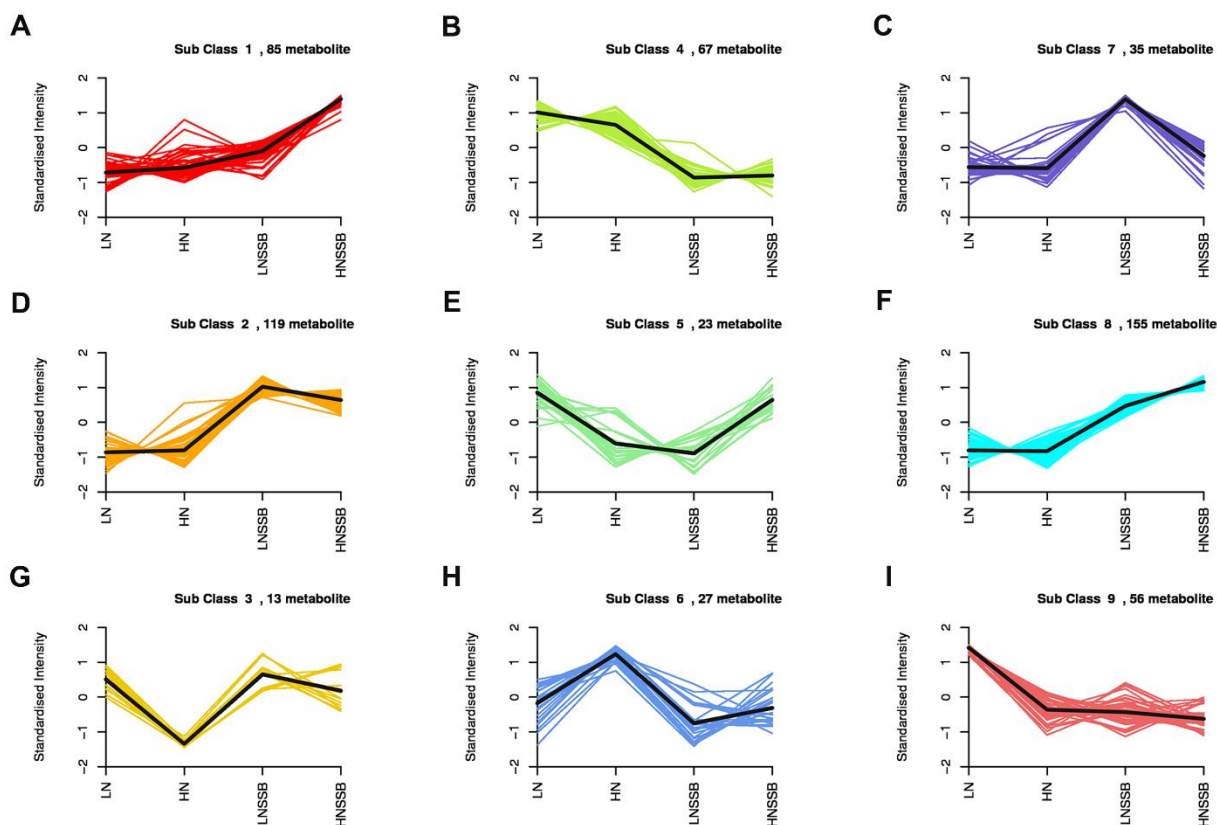 A
Sub Class 1 , 85 metabolite
Standardised Intensity
2
1
0
−1
−2
LN
HN
LNSSB
HNSSB
B
Sub Class 4 , 67 metabolite
Standardised Intensity
2
1
0
−1
−2
LN
HN
LNSSB
HNSSB
C
Sub Class 7 , 35 metabolite
Standardised Intensity
2
1
0
−1
−2
LN
HN
LNSSB
HNSSB
D
Sub Class 2 , 119 metabolite
Standardised Intensity
2
1
0
−1
−2
LN
HN
LNSSB
HNSSB
E
Sub Class 5 , 23 metabolite
Standardised Intensity
2
1
0
−1
−2
LN
HN
LNSSB
HNSSB
F
Sub Class 8 , 155 metabolite
Standardised Intensity
2
1
0
−1
−2
LN
HN
LNSSB
HNSSB
G
Sub Class 3 , 13 metabolite
Standardised Intensity
2
1
0
−1
−2
LN
HN
LNSSB
HNSSB
H
Sub Class 6 , 27 metabolite
Standardised Intensity
2
1
0
−1
−2
LN
HN
LNSSB
HNSSB
I
Sub Class 9 , 56 metabolite
Standardised Intensity
2
1
0
−1
−2
LN
HN
LNSSB
HNSSB